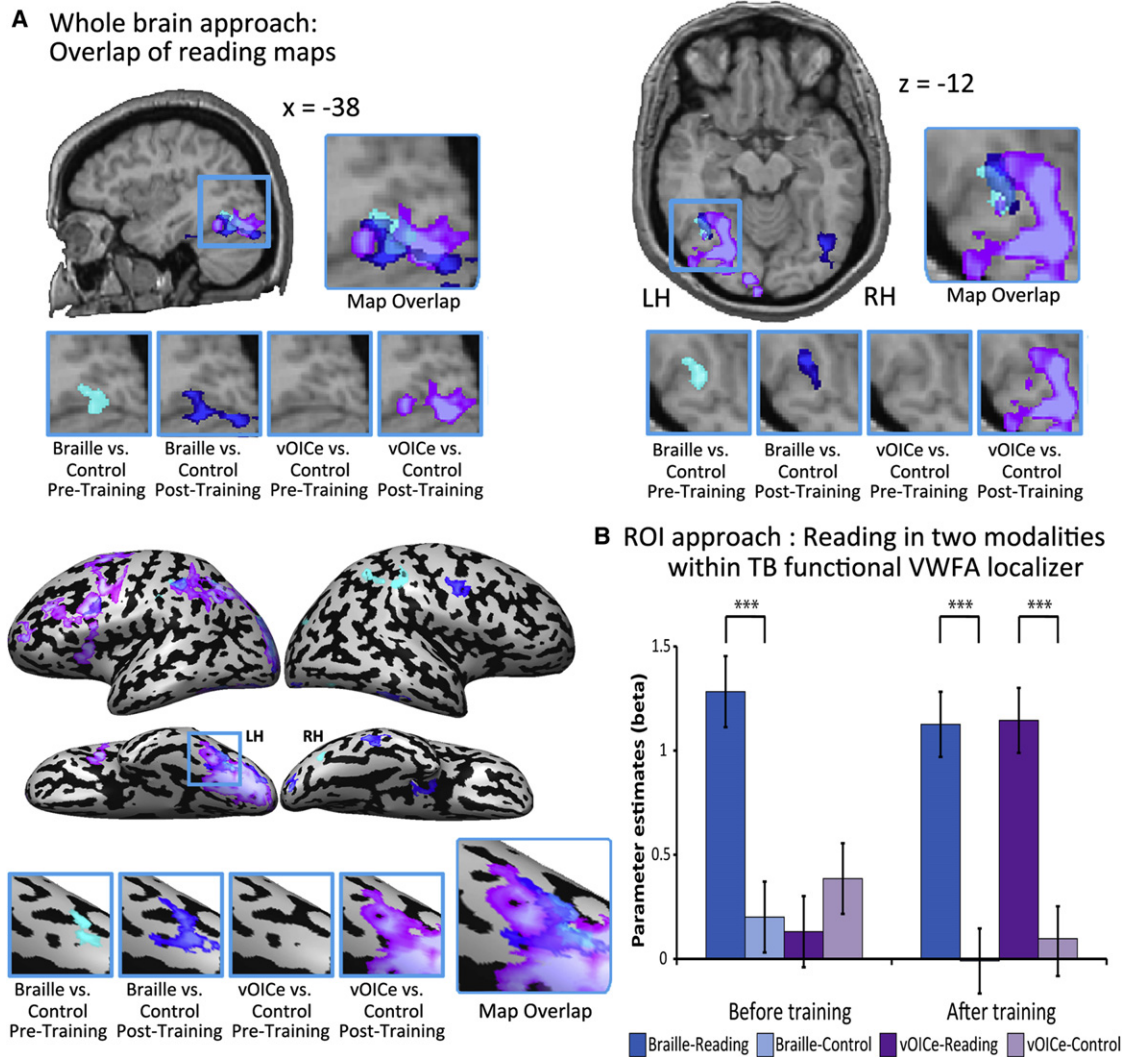 A Whole brain approach:
Overlap of reading maps
x = -38
Map Overlap
Braille vs.
Control
Pre-Training
Braille vs.
Control
Post-Training
vOICe vs.
Control
Pre-Training
vOICe vs.
Control
Post-Training
z = -12
LH
RH
Map Overlap
Braille vs.
Control
Pre-Training
Braille vs.
Control
Post-Training
vOICe vs.
Control
Pre-Training
vOICe vs.
Control
Post-Training
LH
RH
Braille vs.
Control
Pre-Training
Braille vs.
Control
Post-Training
vOICe vs.
Control
Pre-Training
vOICe vs.
Control
Post-Training
Map Overlap
B ROI approach : Reading in two modalities
within TB functional VWFA localizer
*** *** ***
Parameter estimates (beta)
1.5
1
0.5
0
Before training After training
Braille-Reading Braille-Control vOICe-Reading vOICe-Control